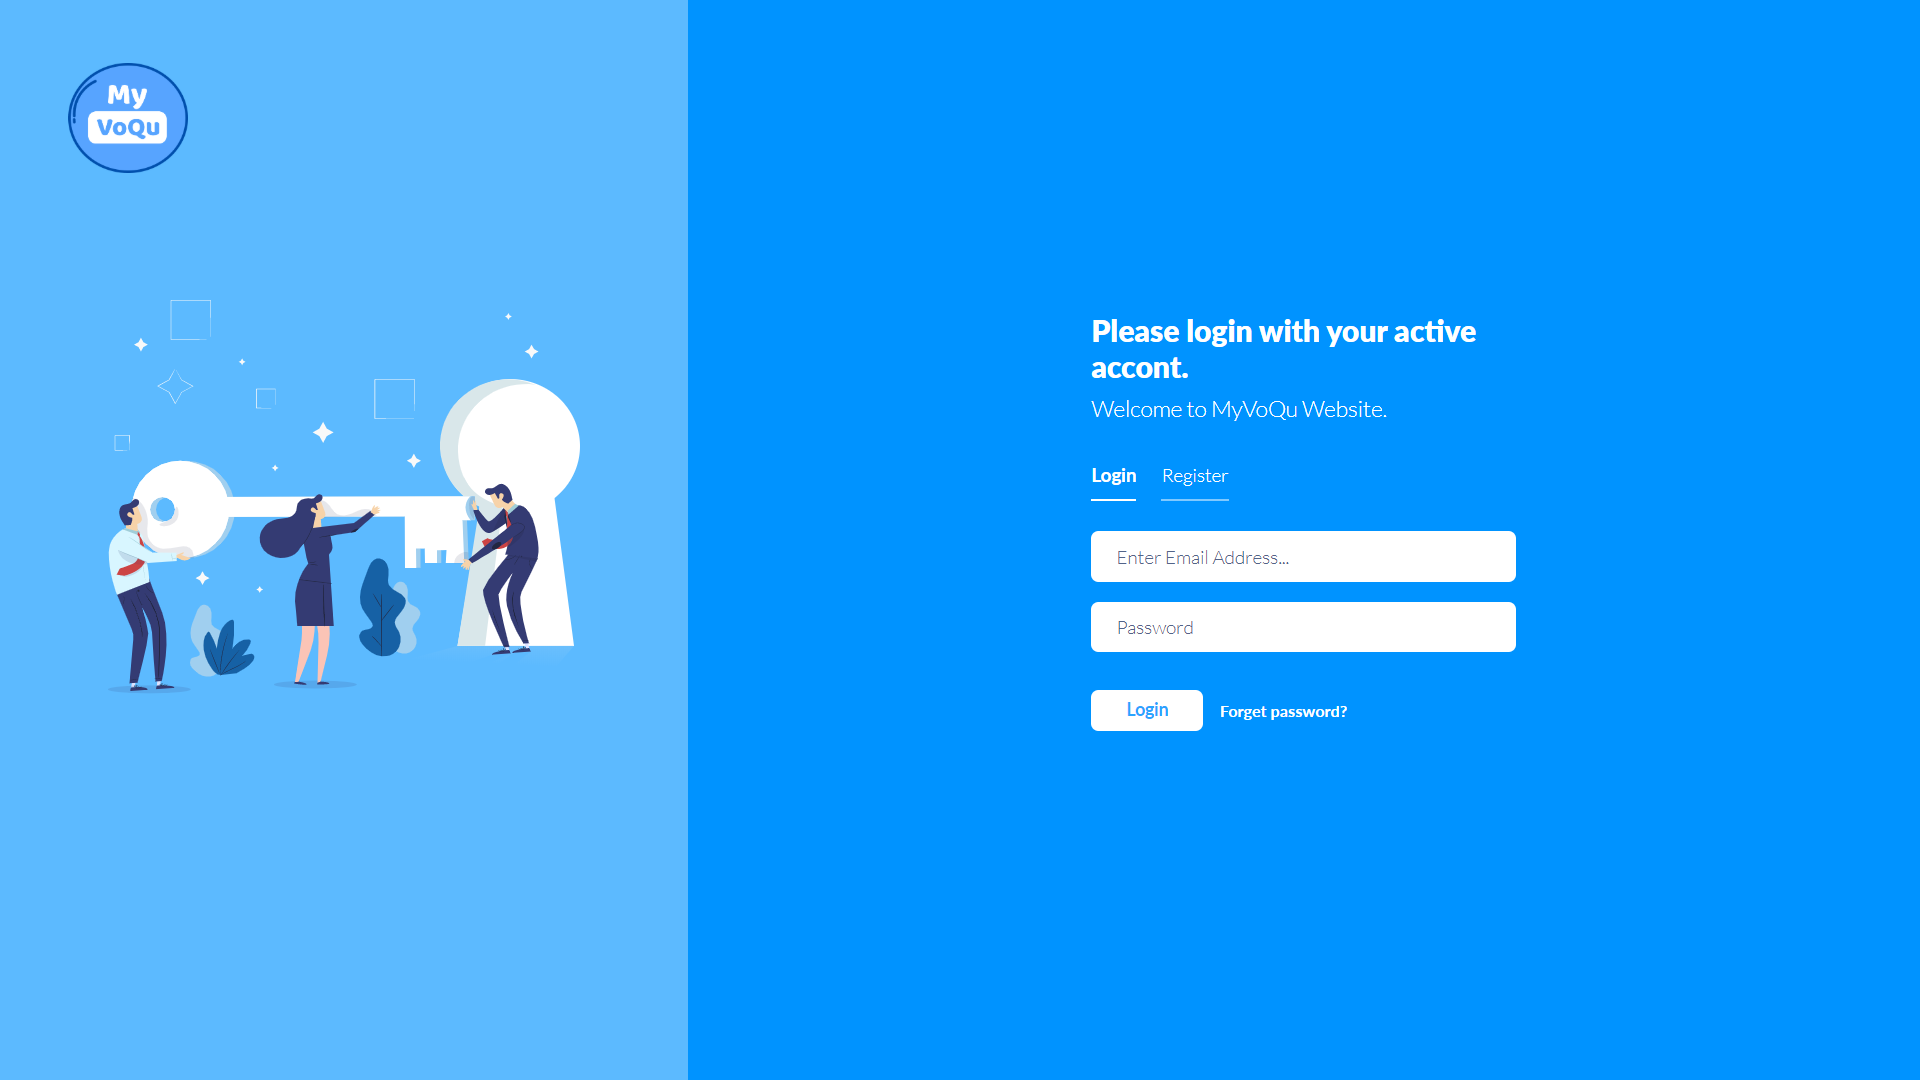 My
VoQu
Please login with your active
accont.
Welcome to MyVoQu Website.
Login Register
Enter Email Address...
Password
Login Forget password?